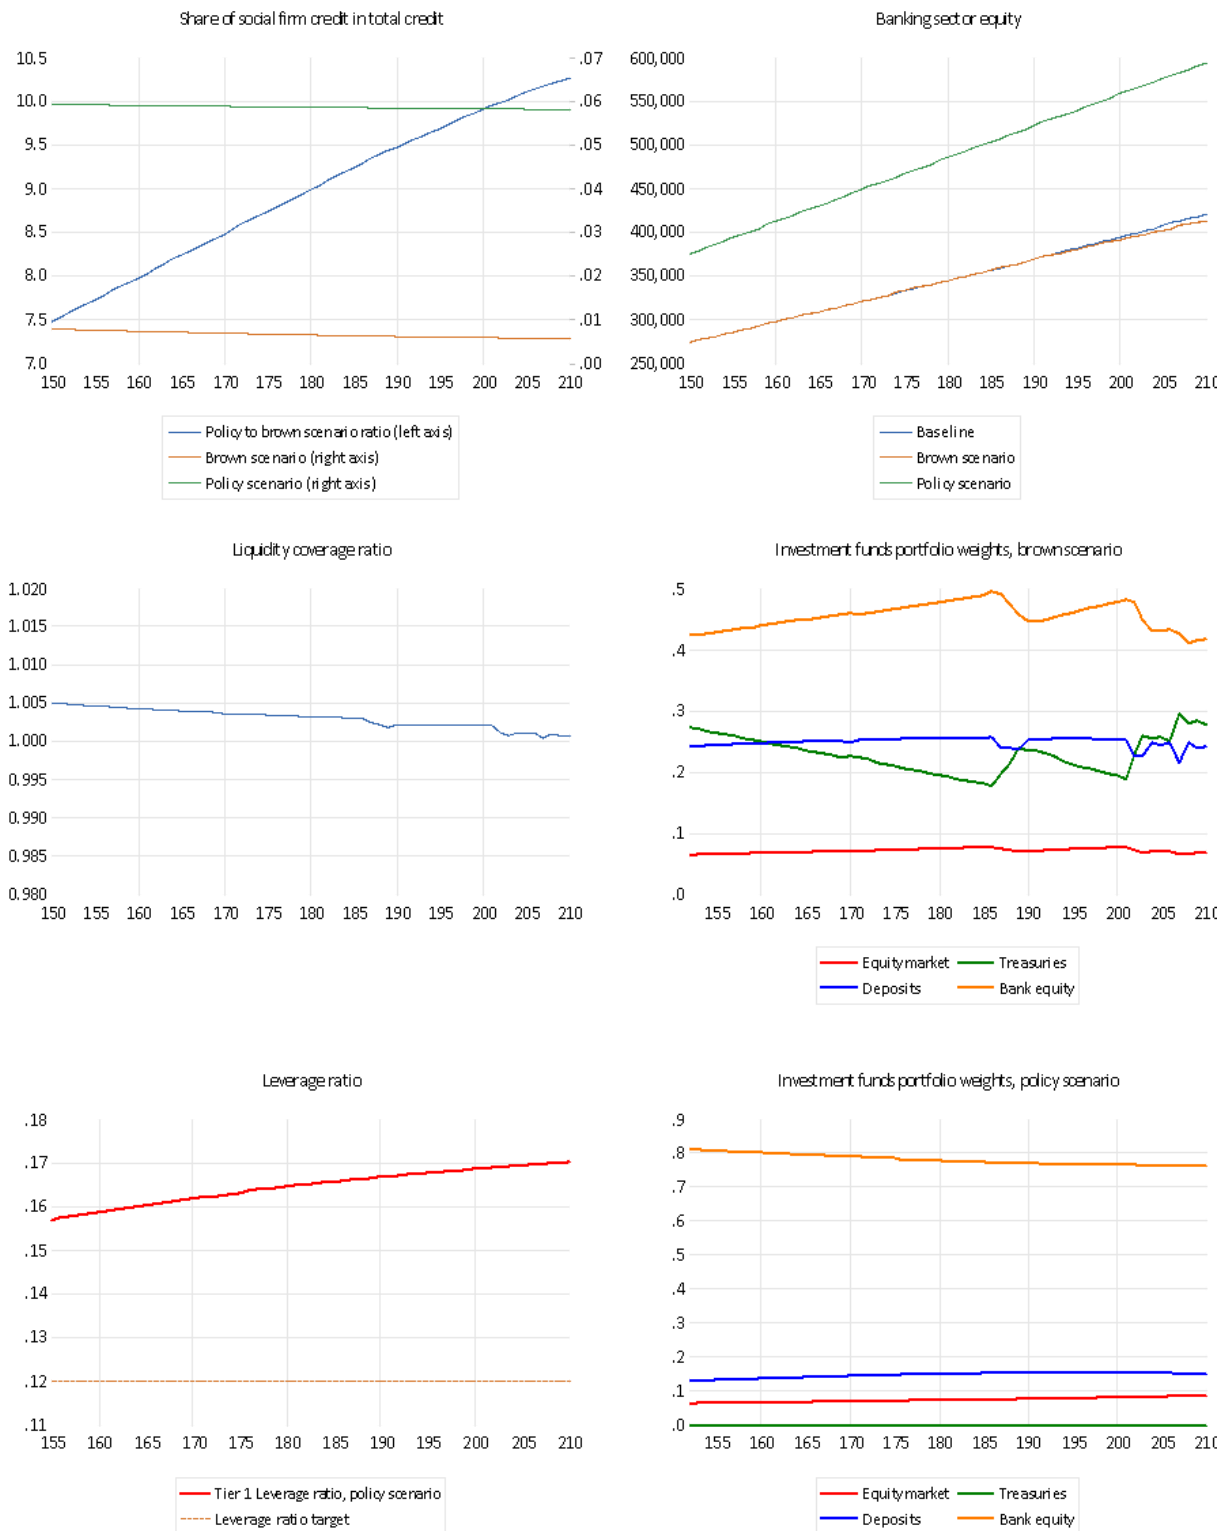 Share of social firm credit in total credit
10.5
10.0
9.5
9.0
8.5
8.0
7.5
7.0
.07
.06
.05
.04
.03
.02
.01
.00
150 155 160 165 170 175 180 185 190 195 200 205 210
Policy to brown scenario ratio (left axis)
Brown scenario (right axis)
Policy scenario (right axis)
Banking sector equity
600,000
550,000
500,000
450,000
400,000
350,000
300,000
250,000
150 155 160 165 170 175 180 185 190 195 200 205 210
Baseline
Brown scenario
Policy scenario
Liquidity coverage ratio
1.020
1.015
1.010
1.005
1.000
0.995
0.990
0.985
0.980
150 155 160 165 170 175 180 185 190 195 200 205 210
Investment funds portfolio weights, brown scenario
.5
.4
.3
.2
.1
.0
155 160 165 170 175 180 185 190 195 200 205 210
Equity market Treasuries
Deposits Bank equity
Leverage ratio
.18
.17
.16
.15
.14
.13
.12
.11
155 160 165 170 175 180 185 190 195 200 205 210
Tier 1 Leverage ratio, policy scenario
Leverage ratio target
Investment funds portfolio weights, policy scenario
.9
.8
.7
.6
.5
.4
.3
.2
.1
.0
155 160 165 170 175 180 185 190 195 200 205 210
Equity market Treasuries
Deposits Bank equity